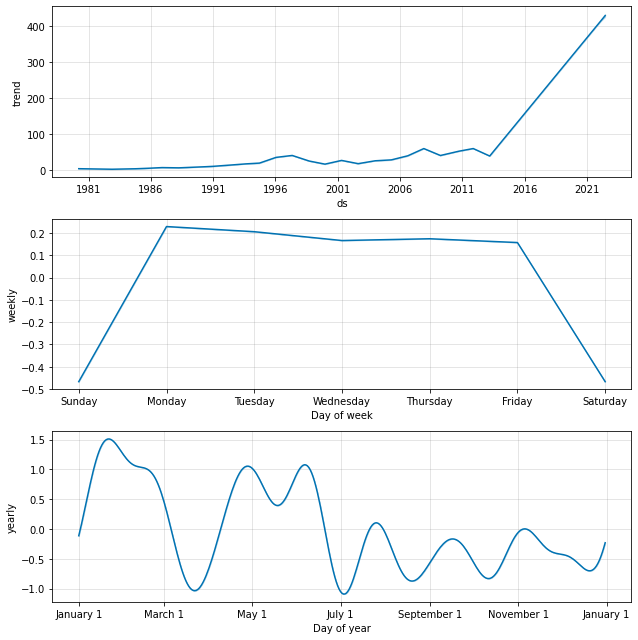 400
300
200
100
0
trend
1981 1986 1991 1996 2001 2006 2011 2016 2021
ds
0.2
0.1
0.0
−0.1
−0.2
−0.3
−0.4
−0.5
weekly
Sunday Monday Tuesday Wednesday Thursday Friday Saturday
Day of week
1.5
1.0
0.5
0.0
−0.5
−1.0
yearly
January 1 March 1 May 1 July 1 September 1 November 1 January 1
Day of year